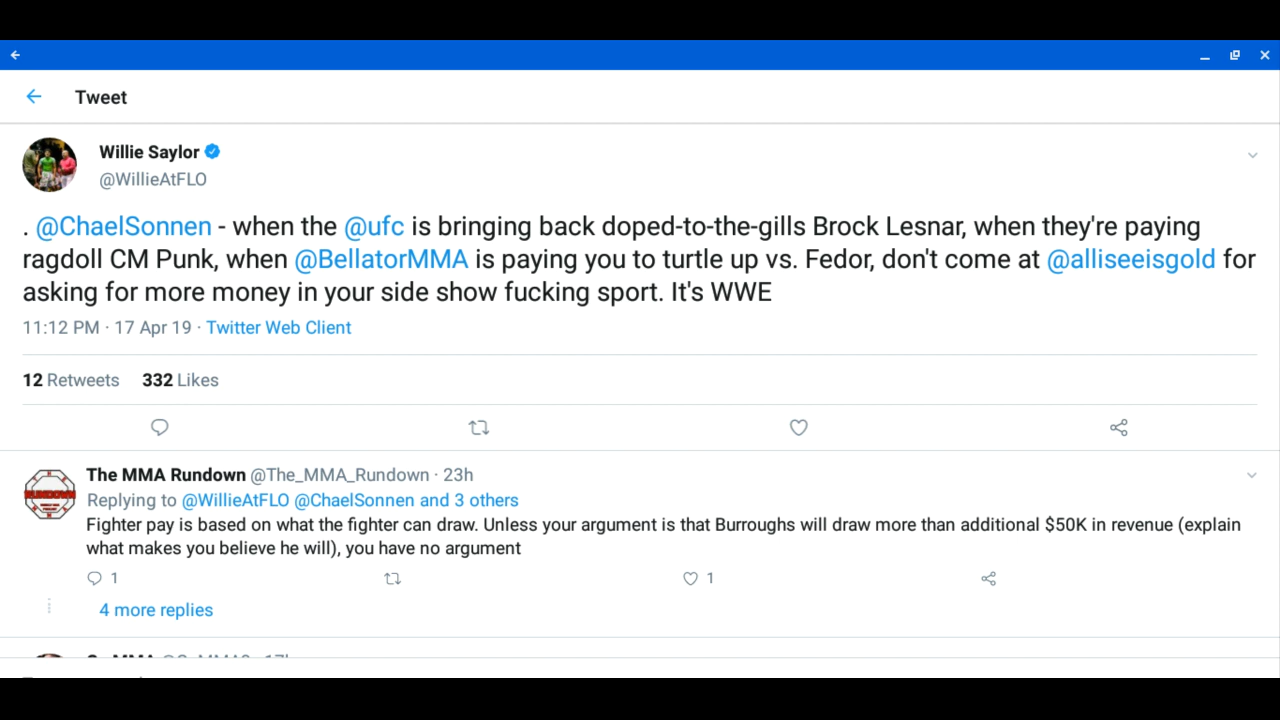 Tweet
Willie Saylor
@WillieAtFLO
. @ChaelSonnen - when the @ufc is bringing back doped-to-the-gills Brock Lesnar, when they're paying
ragdoll CM Punk, when @BellatorMMA is paying you to turtle up vs. Fedor, don't come at @alliseeisgold for
asking for more money in your side show fucking sport. It's WWE
11:12 PM · 17 Apr 19 · Twitter Web Client
12 Retweets 332 Likes
The MMA Rundown @The_MMA_Rundown · 23h
Replying to @WillieAtFLO @ChaelSonnen and 3 others
Fighter pay is based on what the fighter can draw. Unless your argument is that Burroughs will draw more than additional $50K in revenue (explain
what makes you believe he will), you have no argument
1 1
4 more replies